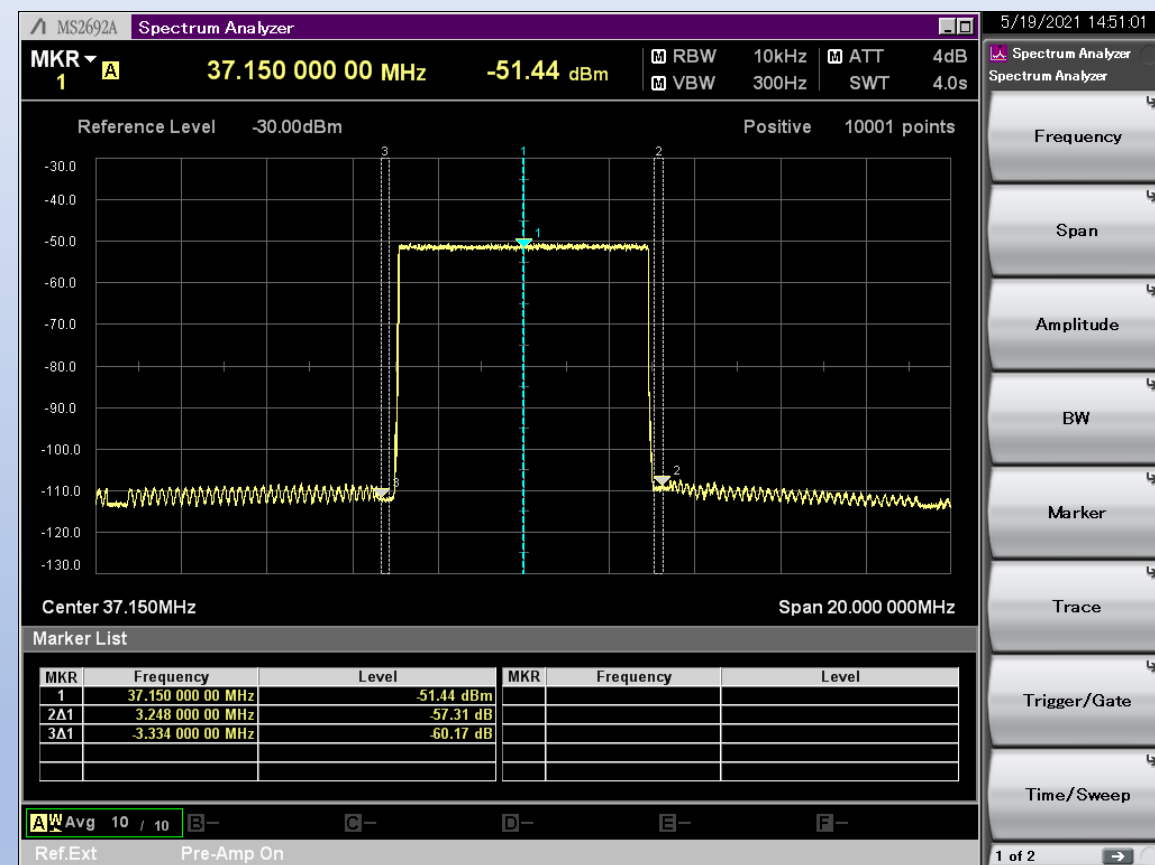 MS2692A Spectrum Analyzer 5/19/2021 14:51:01
MKR 1 A 37.150 000 00 MHz -51.44 dBm
M RBW 10kHz M ATT 4dB
M VBW 300Hz SWT 4.0s
Spectrum Analyzer
Spectrum Analyzer
Reference Level -30.00dBm Positive 10001 points
3 1 2
-30.0
-40.0
-50.0
-60.0
-70.0
-80.0
-90.0
-100.0
-110.0
-120.0
-130.0
1
3
2
Center 37.150MHz Span 20.000 000MHz
Marker List
MKR Frequency Level MKR Frequency Level
1 37.150 000 00 MHz -51.44 dBm
2Δ1 3.248 000 00 MHz -57.31 dB
3Δ1 -3.334 000 00 MHz -60.17 dB
A W Avg 10 / 10 B- C- D- E- F-
Ref.Ext Pre-Amp On
Frequency
Span
Amplitude
BW
Marker
Trace
Trigger/Gate
Time/Sweep
1 of 2